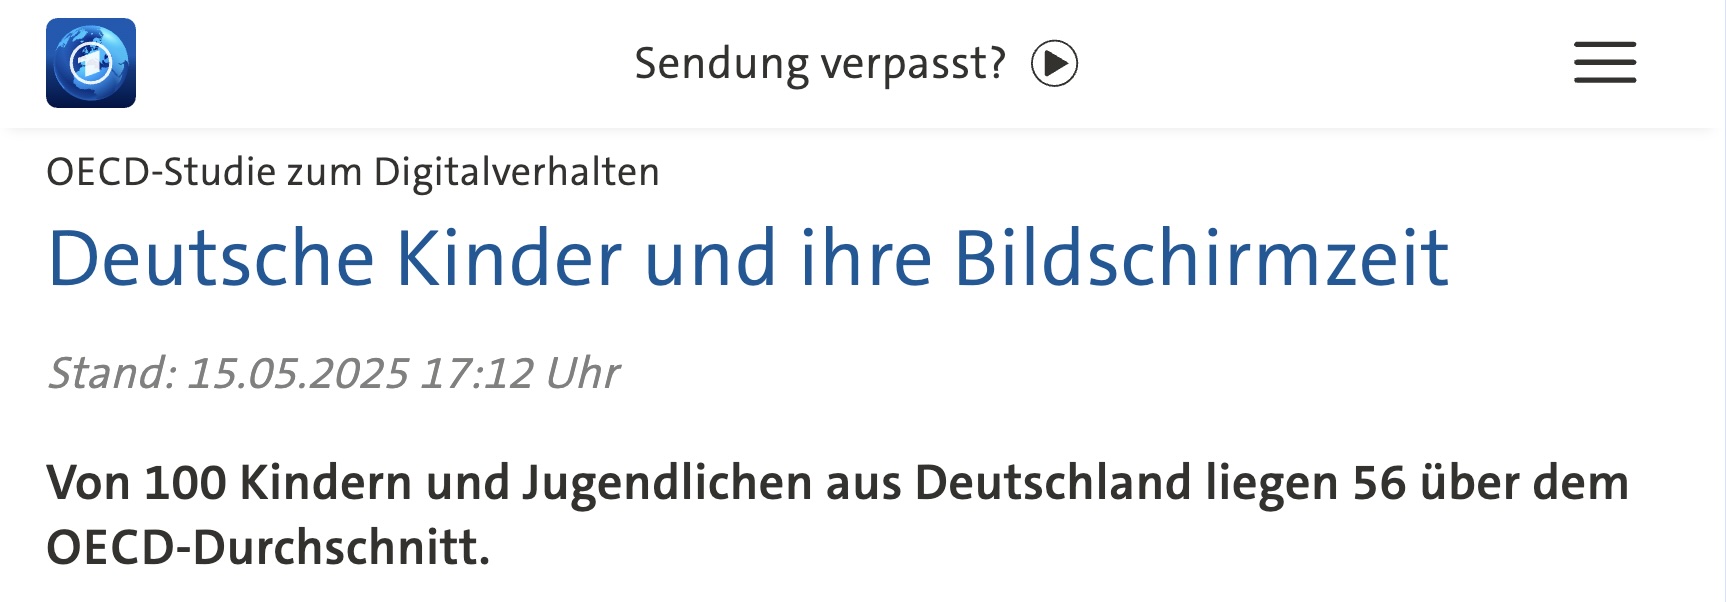 Sendung verpasst?
OECD-Studie zum Digitalverhalten
Deutsche Kinder und ihre Bildschirmzeit
Stand: 15.05.2025 17:12 Uhr
Von 100 Kindern und Jugendlichen aus Deutschland liegen 56 über dem
OECD-Durchschnitt.